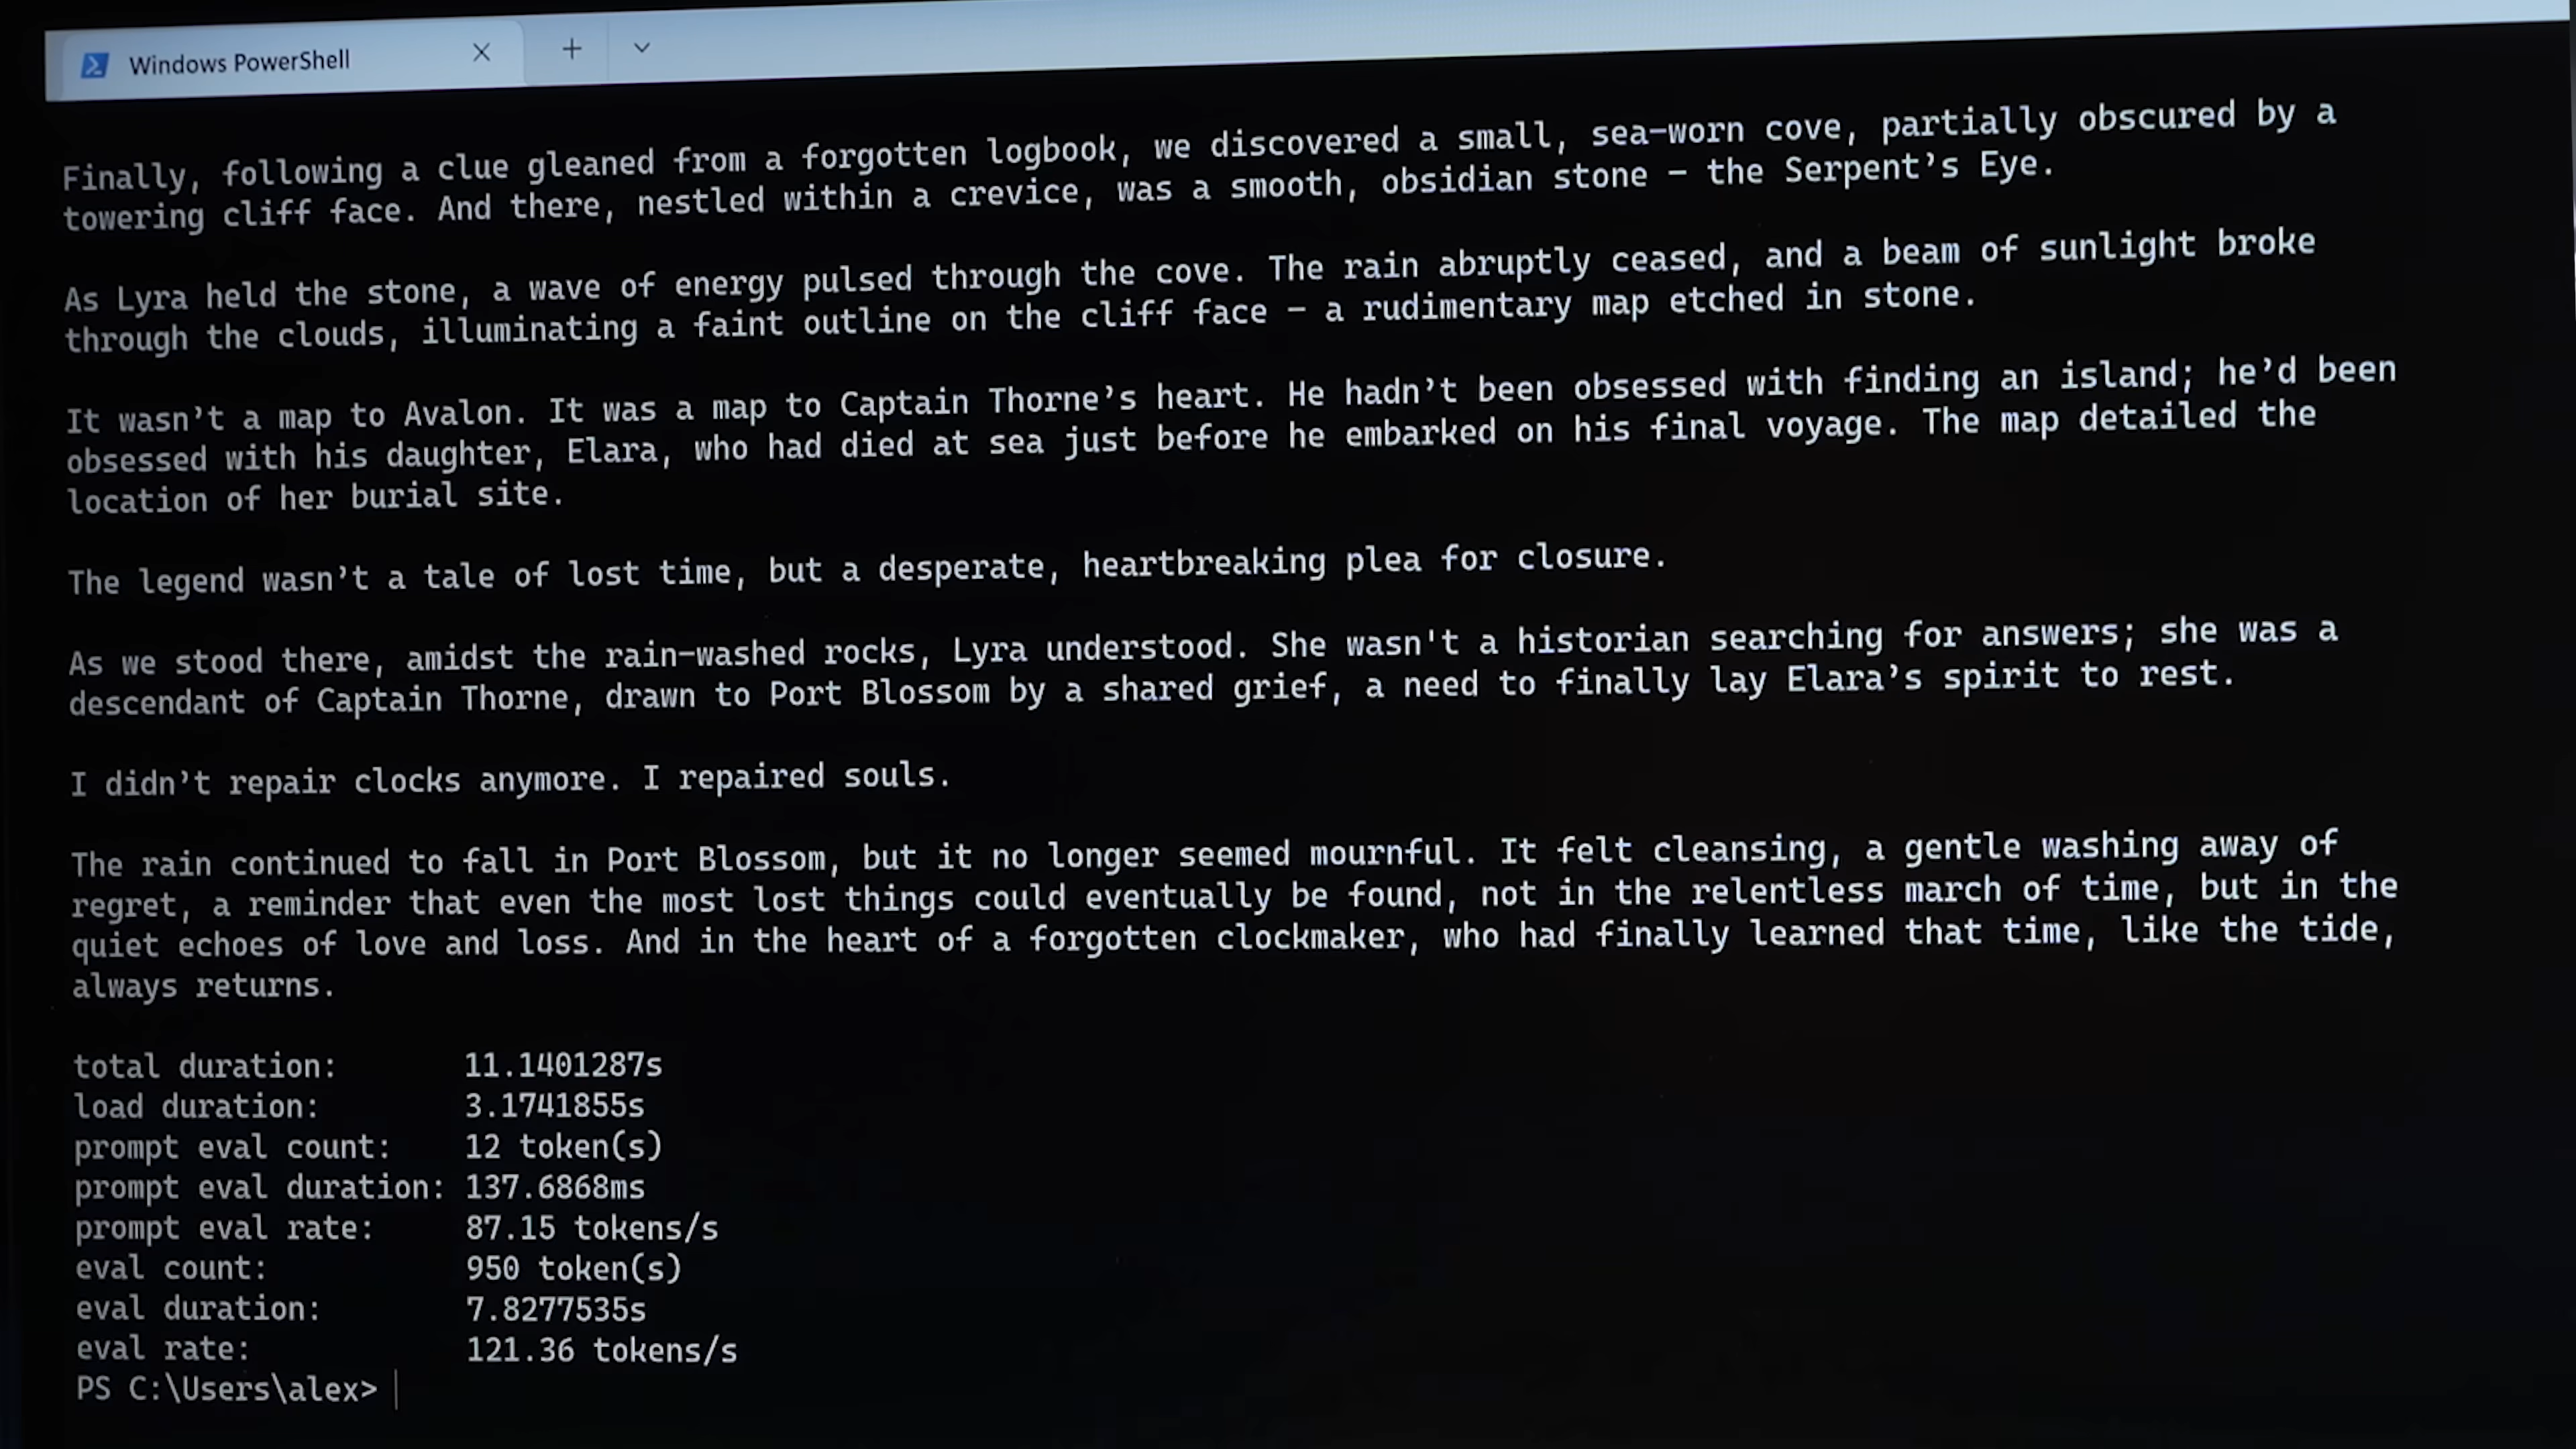 Windows PowerShell
Finally, following a clue gleaned from a forgotten logbook, we discovered a small, sea-worn cove, partially obscured by a
towering cliff face. And there, nestled within a crevice, was a smooth, obsidian stone – the Serpent’s Eye.
As Lyra held the stone, a wave of energy pulsed through the cove. The rain abruptly ceased, and a beam of sunlight broke
through the clouds, illuminating a faint outline on the cliff face – a rudimentary map etched in stone.
It wasn’t a map to Avalon. It was a map to Captain Thorne’s heart. He hadn’t been obsessed with finding an island; he’d been
obsessed with his daughter, Elara, who had died at sea just before he embarked on his final voyage. The map detailed the
location of her burial site.
The legend wasn’t a tale of lost time, but a desperate, heartbreaking plea for closure.
As we stood there, amidst the rain-washed rocks, Lyra understood. She wasn't a historian searching for answers; she was a
descendant of Captain Thorne, drawn to Port Blossom by a shared grief, a need to finally lay Elara’s spirit to rest.
I didn’t repair clocks anymore. I repaired souls.
The rain continued to fall in Port Blossom, but it no longer seemed mournful. It felt cleansing, a gentle washing away of
regret, a reminder that even the most lost things could eventually be found, not in the relentless march of time, but in the
quiet echoes of love and loss. And in the heart of a forgotten clockmaker, who had finally learned that time, like the tide,
always returns.
total duration: 11.1401287s
load duration: 3.1741855s
prompt eval count: 12 token(s)
prompt eval duration: 137.6868ms
prompt eval rate: 87.15 tokens/s
eval count: 950 token(s)
eval duration: 7.8277535s
eval rate: 121.36 tokens/s
PS C:\Users\alex>